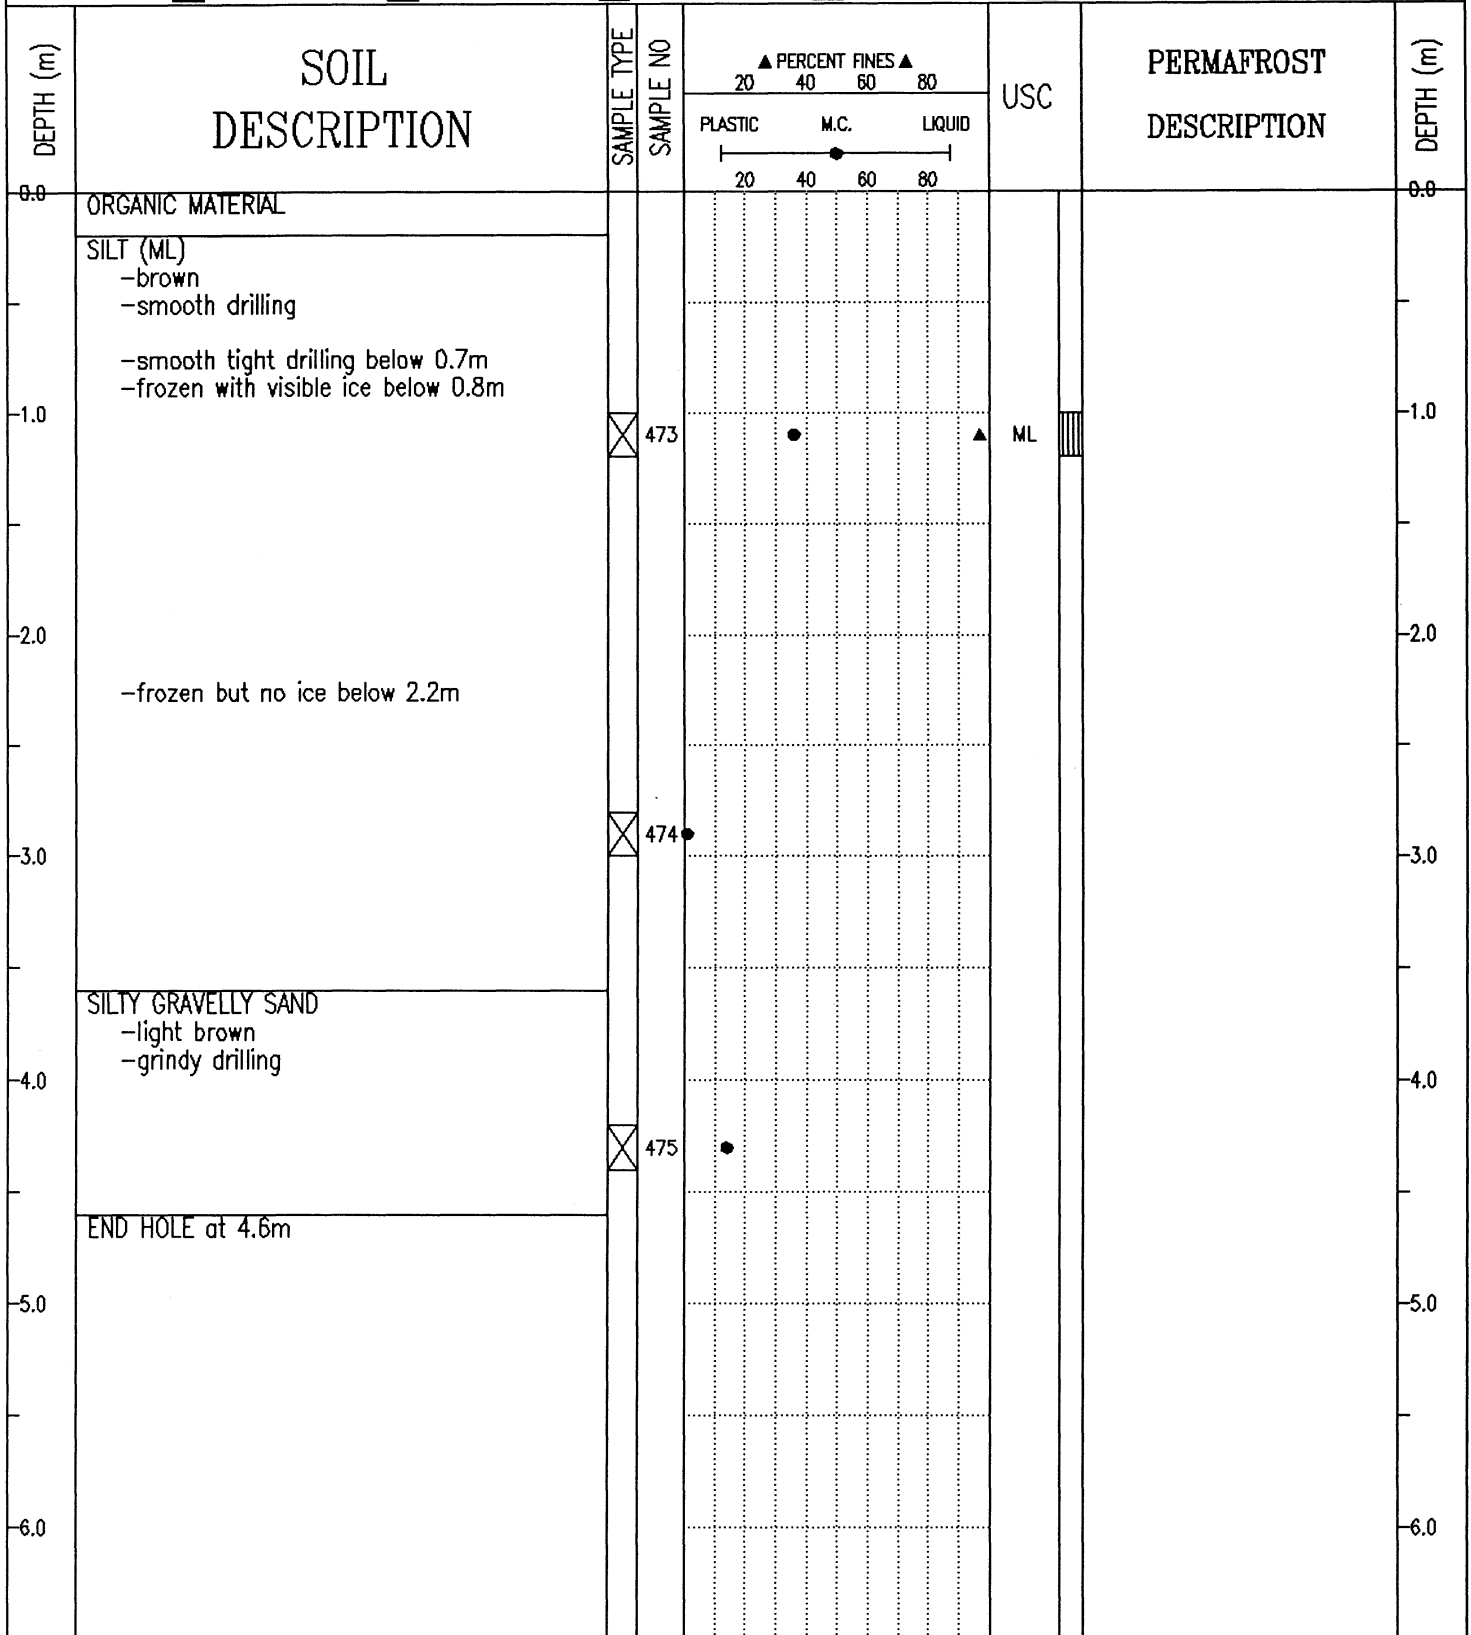 DEPTH (m)
SOIL
DESCRIPTION
SAMPLE TYPE
SAMPLE NO
▲ PERCENT FINES ▲
20 40 60 80
PLASTIC M.C. LIQUID
20 40 60 80
USC
PERMAFROST
DESCRIPTION
DEPTH (m)
0.0
ORGANIC MATERIAL
0.0
SILT (ML)
-brown
-smooth drilling
-smooth tight drilling below 0.7m
-frozen with visible ice below 0.8m
1.0
1.0
473
ML
2.0
2.0
-frozen but no ice below 2.2m
474
3.0
3.0
SILTY GRAVELLY SAND
-light brown
-grindy drilling
4.0
4.0
475
END HOLE at 4.6m
5.0
5.0
6.0
6.0